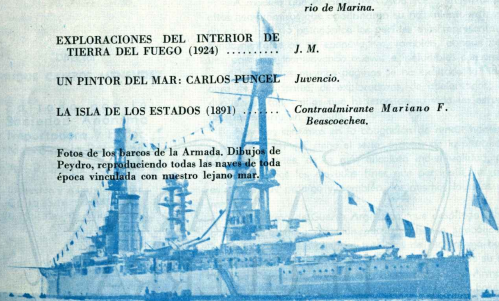 rio de Marina.
EXPLORACIONES DEL INTERIOR DE
TIERRA DEL FUEGO (1924) .......... J. M.
UN PINTOR DEL MAR: CARLOS PUNCEL Juvencio.
LA ISLA DE LOS ESTADOS (1891) ....... Contraalmirante Mariano F.
Beascoechea.
Fotos de los barcos de la Armada. Dibujos de
Peydro, reproduciendo todas las naves de toda
época vinculada con nuestro lejano mar.